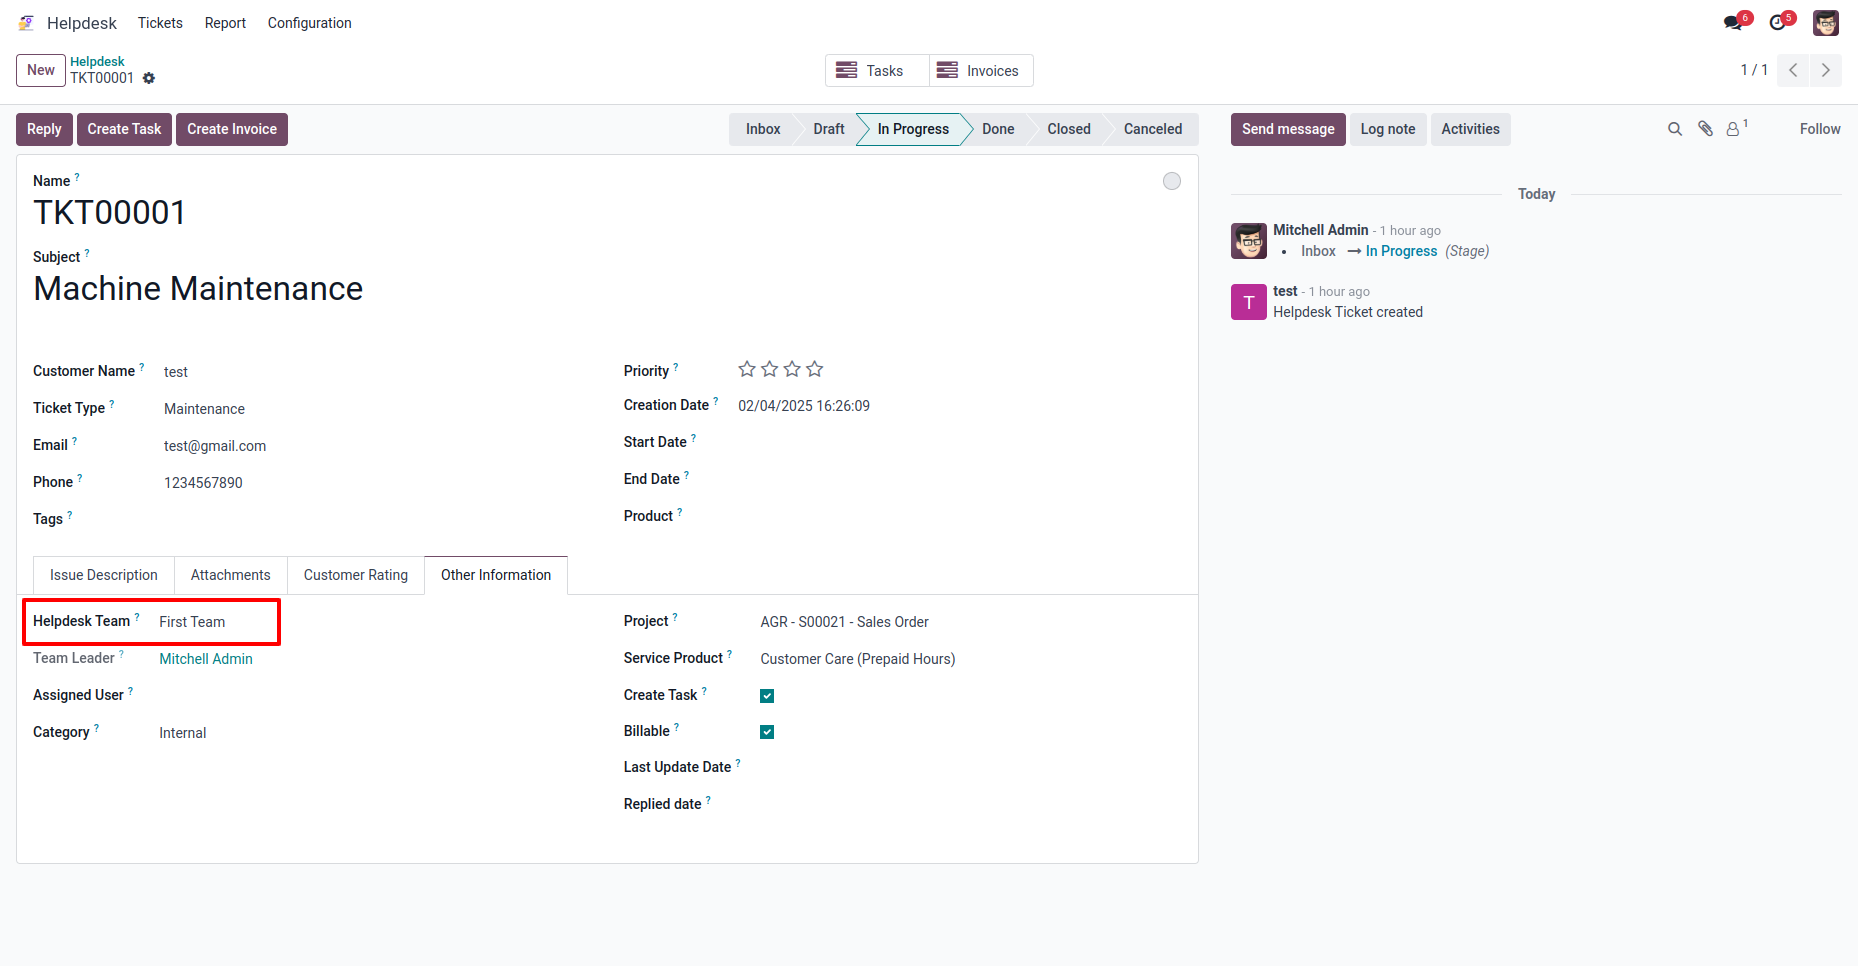 Helpdesk Tickets Report Configuration 6 5
New Helpdesk
TKT00001
Tasks Invoices 1 / 1
Reply Create Task Create Invoice Inbox Draft In Progress Done Closed Canceled
Send message Log note Activities 1 Follow
Name ?
TKT00001
Subject ?
Machine Maintenance
Customer Name ? test
Ticket Type ? Maintenance
Email ? test@gmail.com
Phone ? 1234567890
Tags ?
Priority ?
Creation Date ? 02/04/2025 16:26:09
Start Date ?
End Date ?
Product ?
Issue Description Attachments Customer Rating Other Information
Helpdesk Team ? First Team
Team Leader ? Mitchell Admin
Assigned User ?
Category ? Internal
Project ? AGR - S00021 - Sales Order
Service Product ? Customer Care (Prepaid Hours)
Create Task ?
Billable ?
Last Update Date ?
Replied date ?
Today
Mitchell Admin - 1 hour ago
• Inbox → In Progress (Stage)
T
test - 1 hour ago
Helpdesk Ticket created